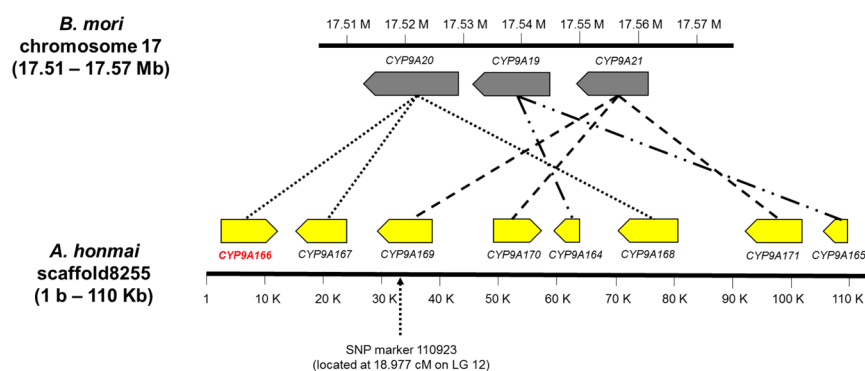 B. mori
chromosome 17
(17.51 – 17.57 Mb)
17.51 M 17.52 M 17.53 M 17.54 M 17.55 M 17.56 M 17.57 M
CYP9A20 CYP9A19 CYP9A21
A. honmai
scaffold8255
(1 b – 110 Kb)
CYP9A166 CYP9A167 CYP9A169 CYP9A170 CYP9A164 CYP9A168 CYP9A171 CYP9A165
1 10 K 20 K 30 K 40 K 50 K 60 K 70 K 80 K 90 K 100 K 110 K
SNP marker 110923
(located at 18.977 cM on LG 12)